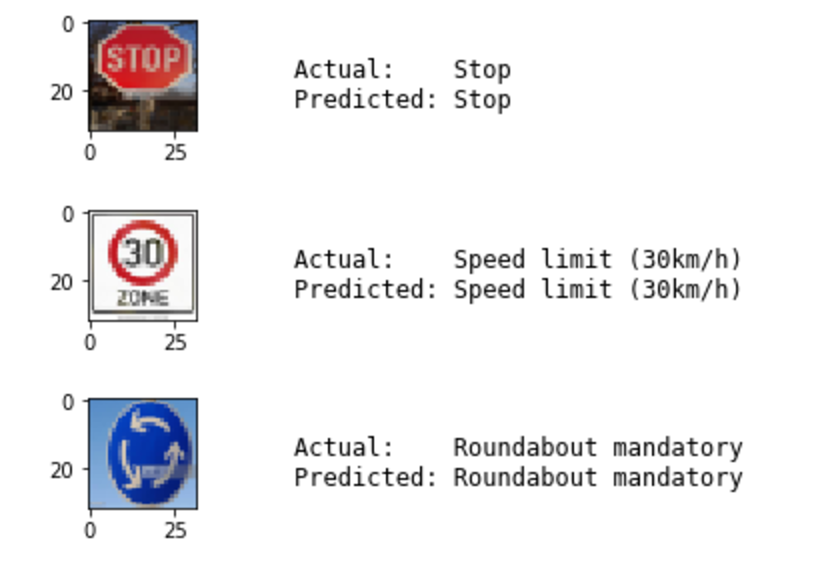 0
20
0 25
STOP
Actual: Stop
Predicted: Stop
0
20
0 25
30
ZONE
Actual: Speed limit (30km/h)
Predicted: Speed limit (30km/h)
0
20
0 25
Actual: Roundabout mandatory
Predicted: Roundabout mandatory